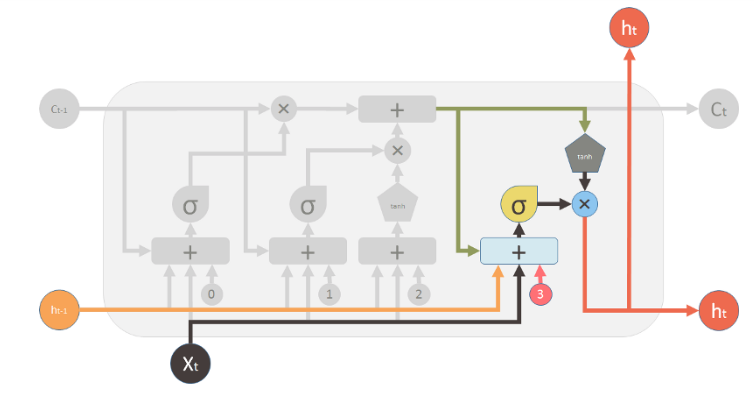 ht
Ct-1
×
+
Ct
×
tanh
σ
σ
tanh
σ
×
+
+
+
+
0
1
2
3
ht-1
ht
Xt